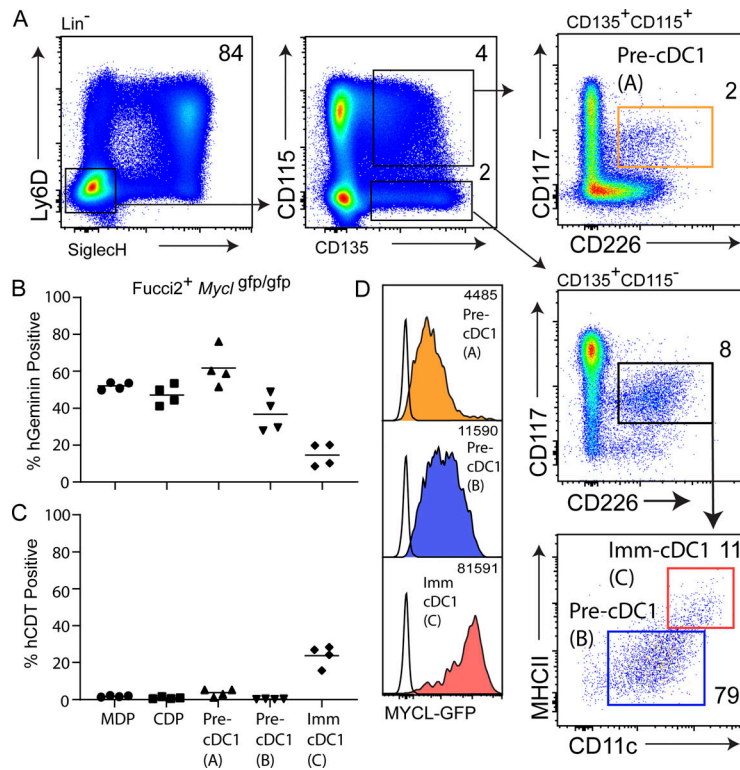 A
Lin-
84
Ly6D
SiglecH
4
2
CD115
CD135
CD135+CD115+
Pre-cDC1
(A)
2
CD117
CD226
B
Fucci2+ Mycl gfp/gfp
100
80
60
40
20
0
% hGeminin Positive
C
100
80
60
40
20
0
% hCDT Positive
MDP
CDP
Pre-
cDC1
(A)
Pre-
cDC1
(B)
Imm
cDC1
(C)
D
4485
Pre-
cDC1
(A)
11590
Pre-
cDC1
(B)
81591
Imm
cDC1
(C)
MYCL-GFP
CD135+CD115-
8
CD117
CD226
Imm-cDC1
(C)
11
Pre-cDC1
(B)
79
MHCII
CD11c